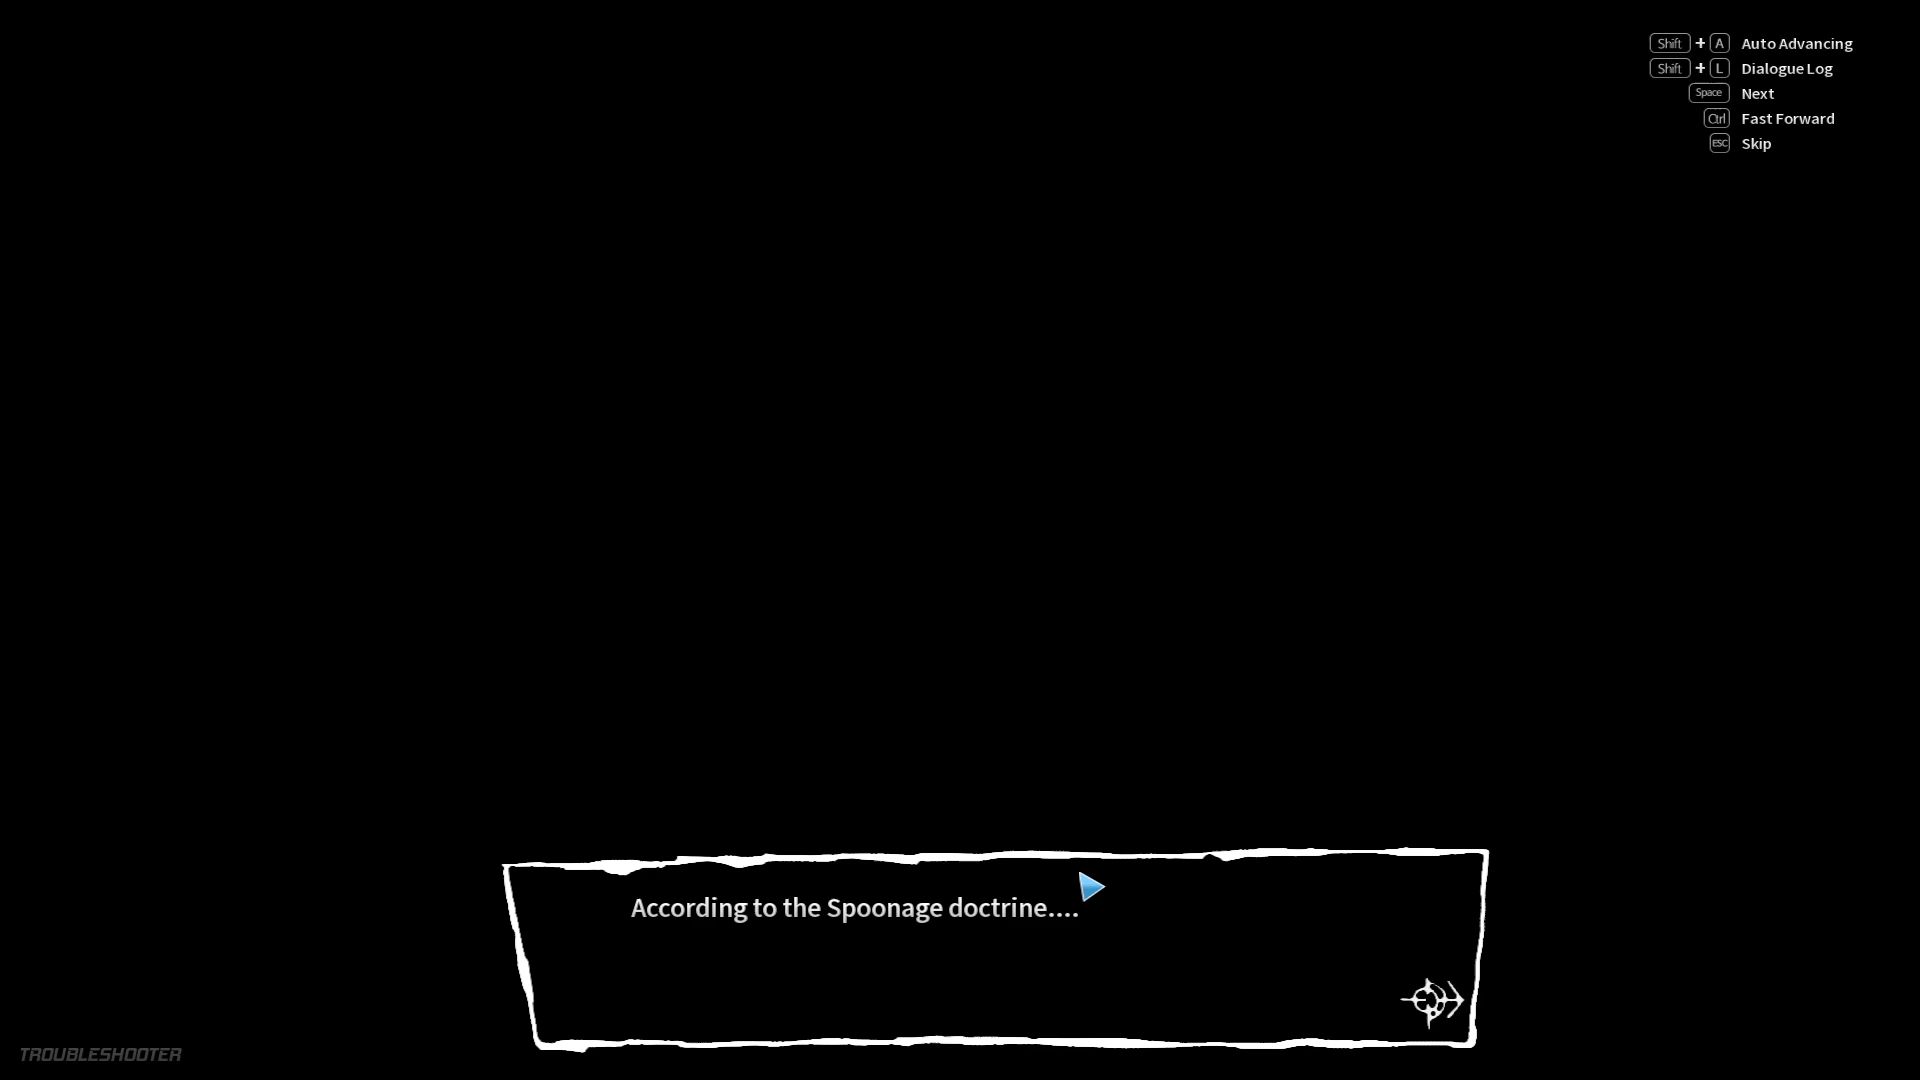 Shift + A Auto Advancing
Shift + L Dialogue Log
Space Next
Ctrl Fast Forward
ESC Skip
According to the Spoonage doctrine....
TROUBLESHOOTER